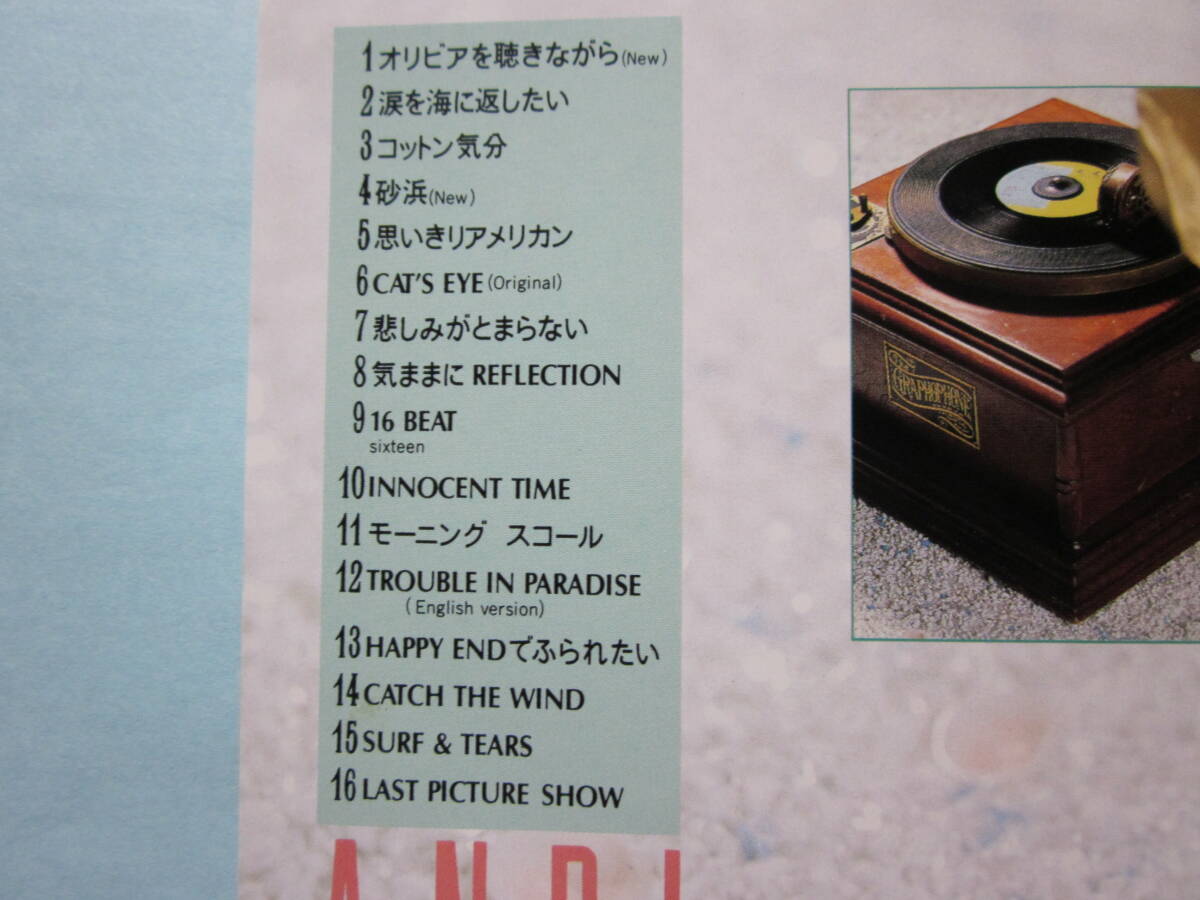 1 オリビアを聴きながら(New)
2 涙を海に返したい
3 コットン気分
4 砂浜(New)
5 思いきりアメリカン
6 CAT'S EYE(Original)
7 悲しみがとまらない
8 気ままに REFLECTION
9 16 BEAT
sixteen
10 INNOCENT TIME
11 モーニング スコール
12 TROUBLE IN PARADISE
(English version)
13 HAPPY ENDでふられたい
14 CATCH THE WIND
15 SURF & TEARS
16 LAST PICTURE SHOW
GRAPHOPHONE